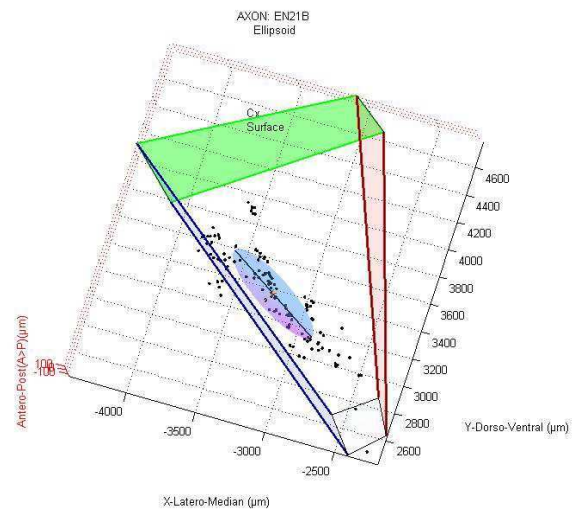 AXON: EN21B
Ellipsoid
Cx
Surface
4600
4400
4200
4000
3800
3600
3400
3200
3000
2800
2600
Y-Dorso-Ventral (µm)
-4000
-3500
-3000
-2500
X-Latero-Median (µm)
100
-100
Antero-Post(A>P)(µm)